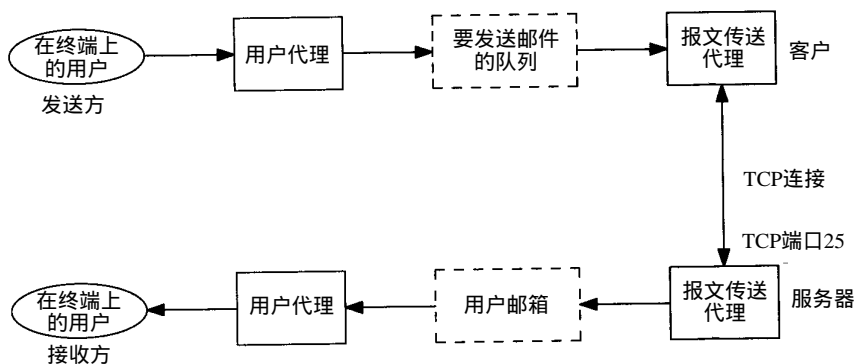 在终端上
的用户
发送方
用户代理
要发送邮件
的队列
报文传送
代理
客户
TCP连接
TCP端口25
在终端上
的用户
接收方
用户代理
用户邮箱
报文传送
代理
服务器